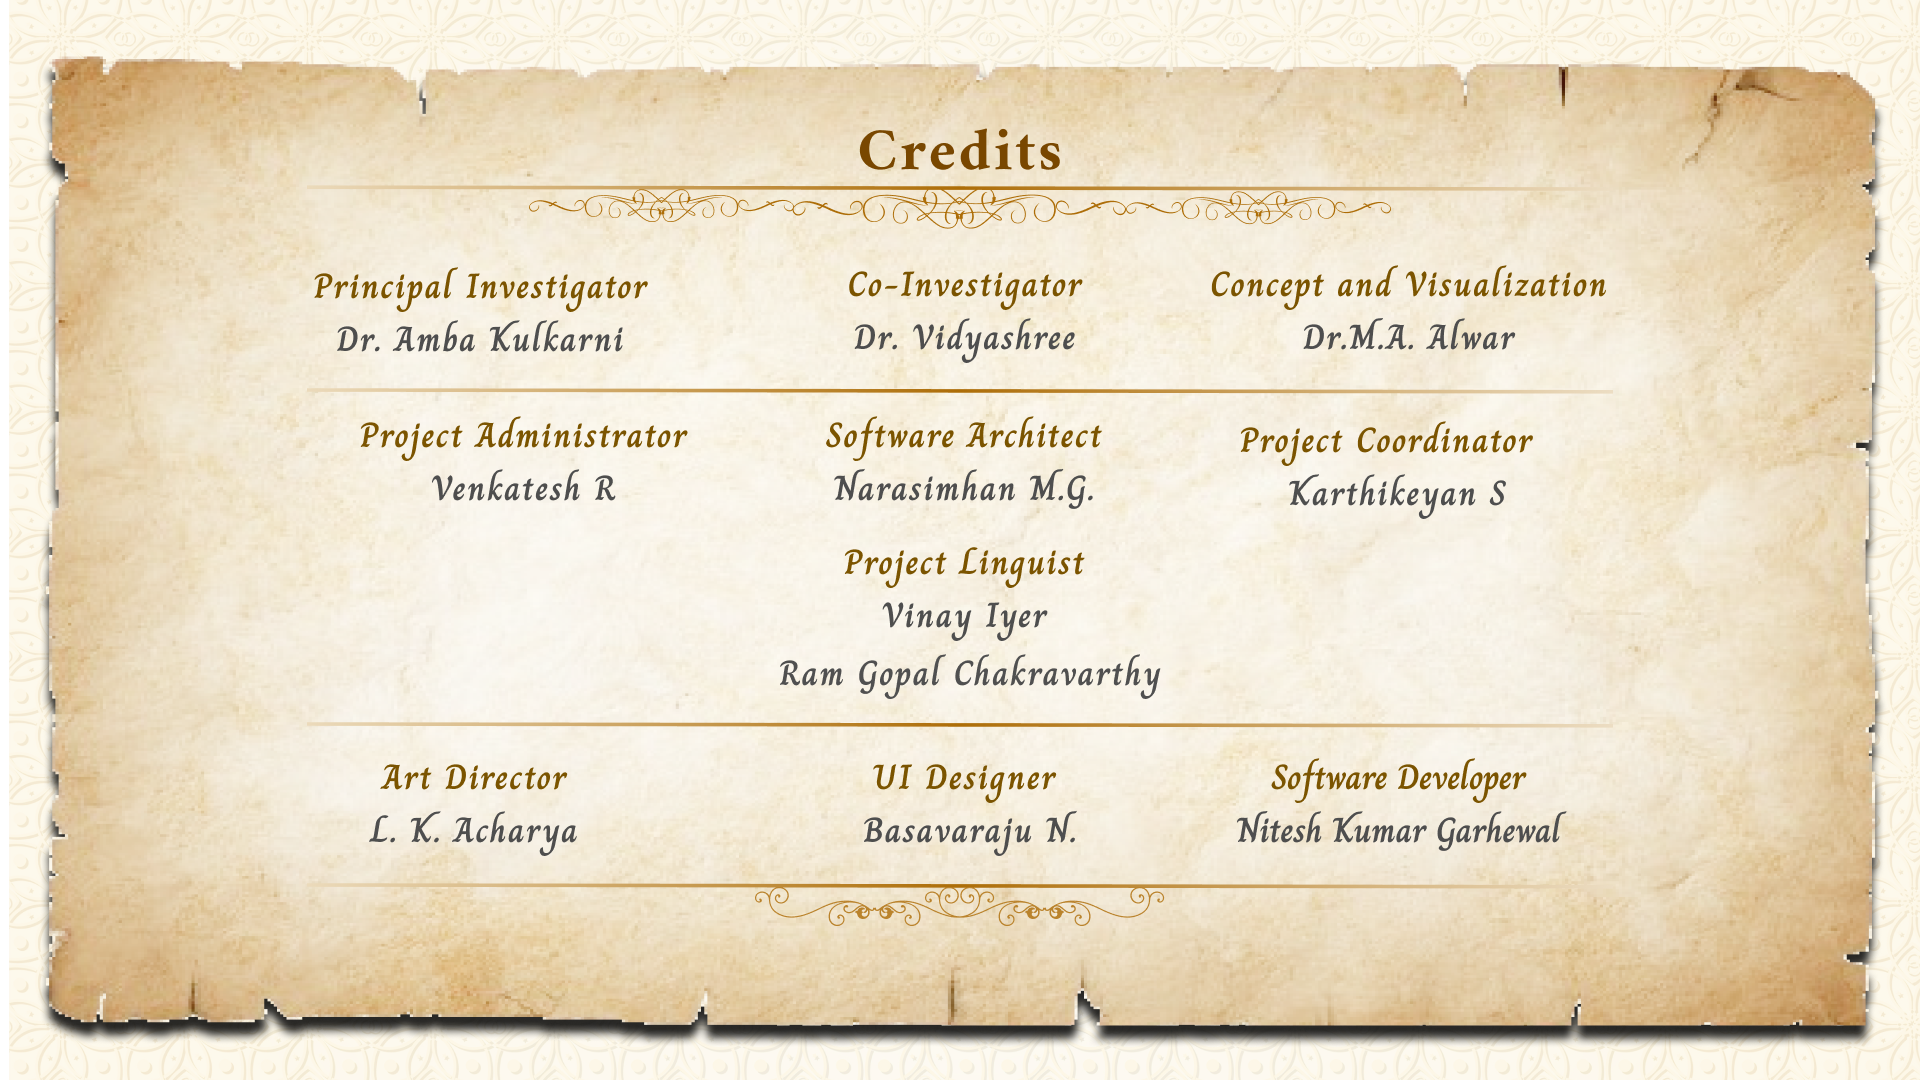 Credits
Principal Investigator
Dr. Amba Kulkarni
Co-Investigator
Dr. Vidyashree
Concept and Visualization
Dr.M.A. Alwar
Project Administrator
Venkatesh R
Software Architect
Narasimhan M.G.
Project Coordinator
Karthikeyan S
Project Linguist
Vinay Iyer
Ram Gopal Chakravarthy
Art Director
L. K. Acharya
UI Designer
Basavaraju N.
Software Developer
Nitesh Kumar Garhewal